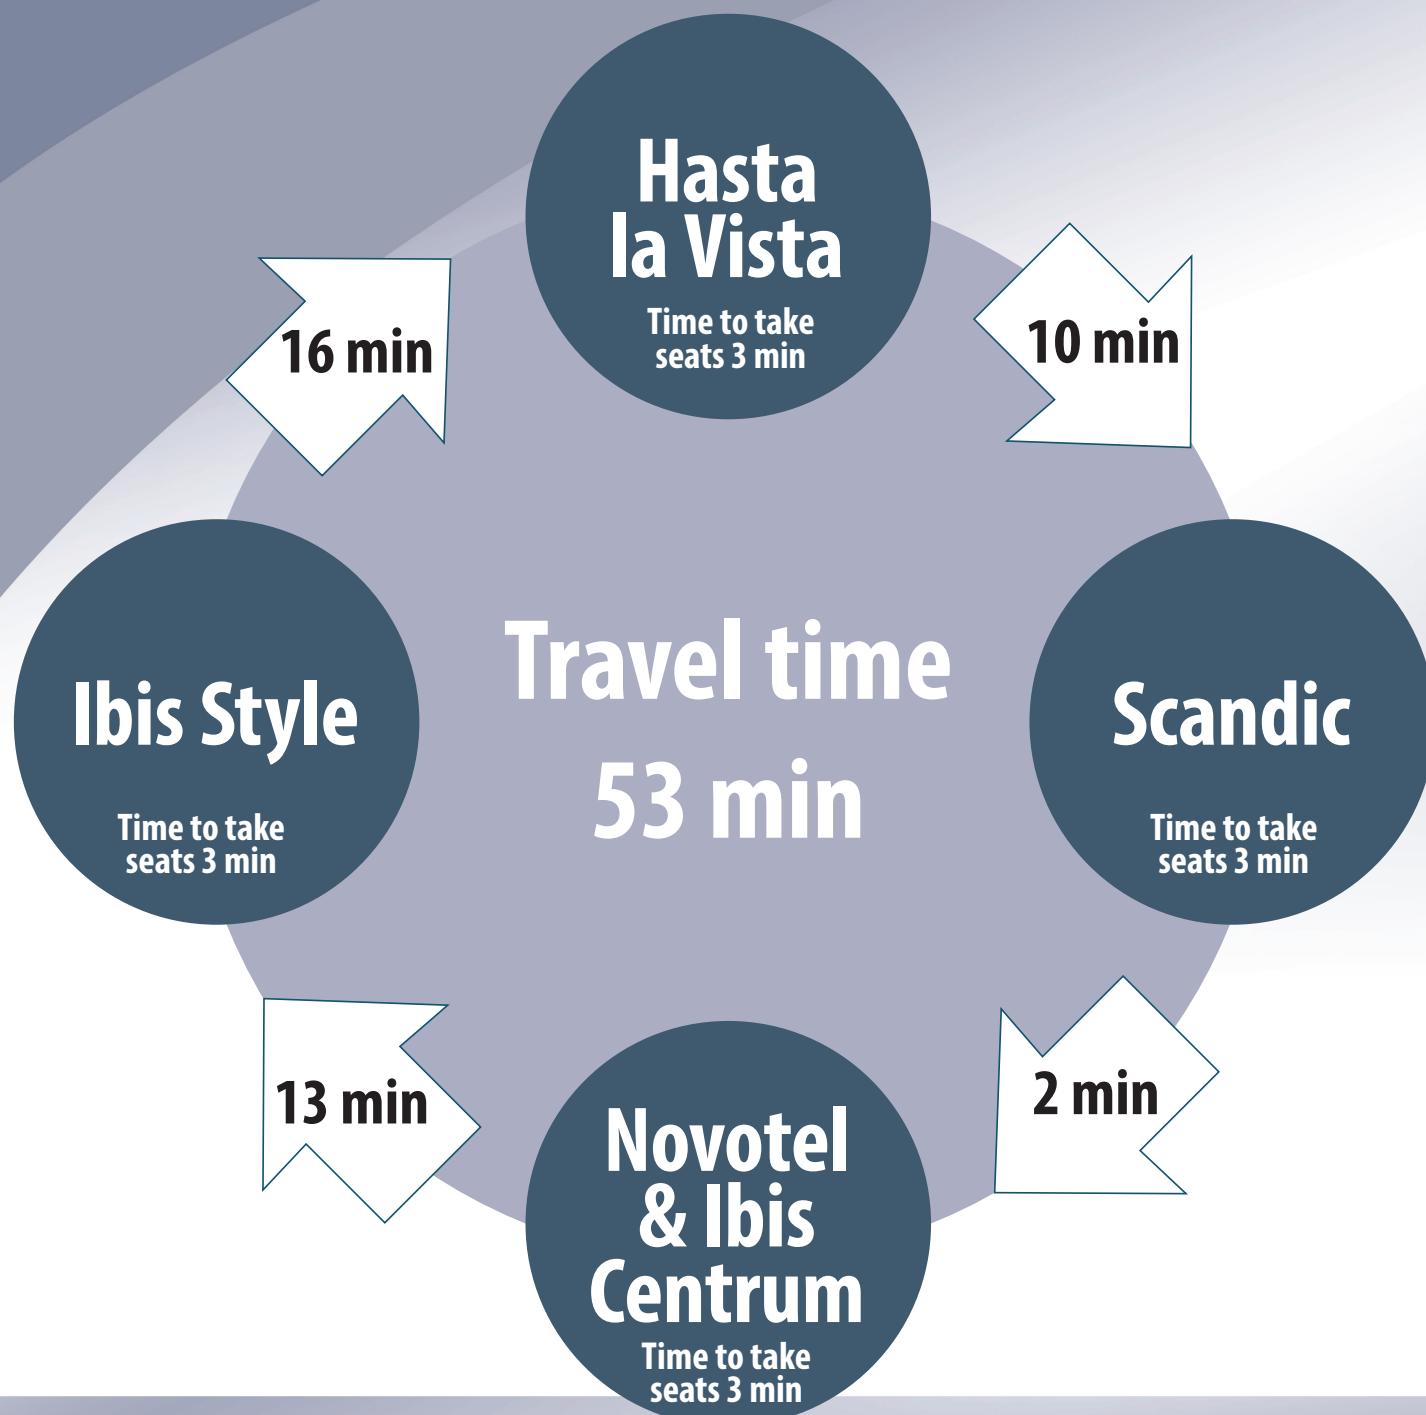 Hasta
la Vista
Time to take
seats 3 min
16 min
10 min
Ibis Style
Time to take
seats 3 min
Travel time
53 min
Scandic
Time to take
seats 3 min
13 min
2 min
Novotel
& Ibis
Centrum
Time to take
seats 3 min